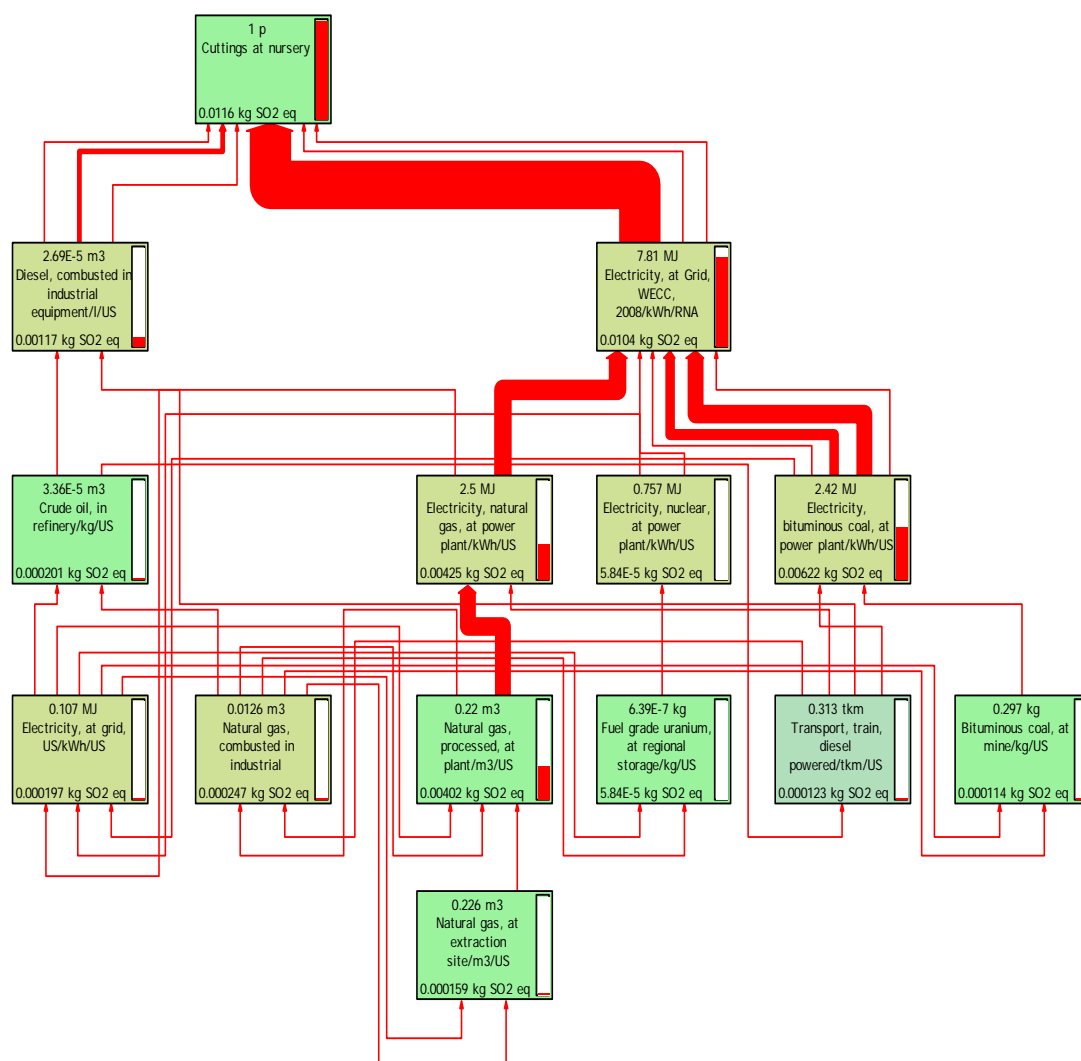 1 p
Cuttings at nursery
0.0116 kg SO2 eq
2.69E-5 m3
Diesel, combusted in
industrial
equipment/l/US
0.00117 kg SO2 eq
7.81 MJ
Electricity, at Grid,
WECC,
2008/kWh/RNA
0.0104 kg SO2 eq
3.36E-5 m3
Crude oil, in
refinery/kg/US
0.000201 kg SO2 eq
2.5 MJ
Electricity, natural
gas, at power
plant/kWh/US
0.00425 kg SO2 eq
0.757 MJ
Electricity, nuclear,
at power
plant/kWh/US
5.84E-5 kg SO2 eq
2.42 MJ
Electricity,
bituminous coal, at
power plant/kWh/US
0.00622 kg SO2 eq
0.107 MJ
Electricity, at grid,
US/kWh/US
0.000197 kg SO2 eq
0.0126 m3
Natural gas,
combusted in
industrial
0.000247 kg SO2 eq
0.22 m3
Natural gas,
processed, at
plant/m3/US
0.00402 kg SO2 eq
6.39E-7 kg
Fuel grade uranium,
at regional
storage/kg/US
5.84E-5 kg SO2 eq
0.313 tkm
Transport, train,
diesel
powered/tkm/US
0.000123 kg SO2 eq
0.297 kg
Bituminous coal, at
mine/kg/US
0.000114 kg SO2 eq
0.226 m3
Natural gas, at
extraction
site/m3/US
0.000159 kg SO2 eq